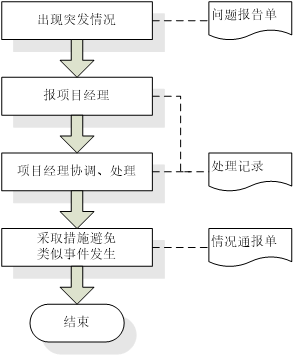 出现突发情况
问题报告单
报项目经理
项目经理协调、处理
处理记录
采取措施避免
类似事件发生
情况通报单
结束